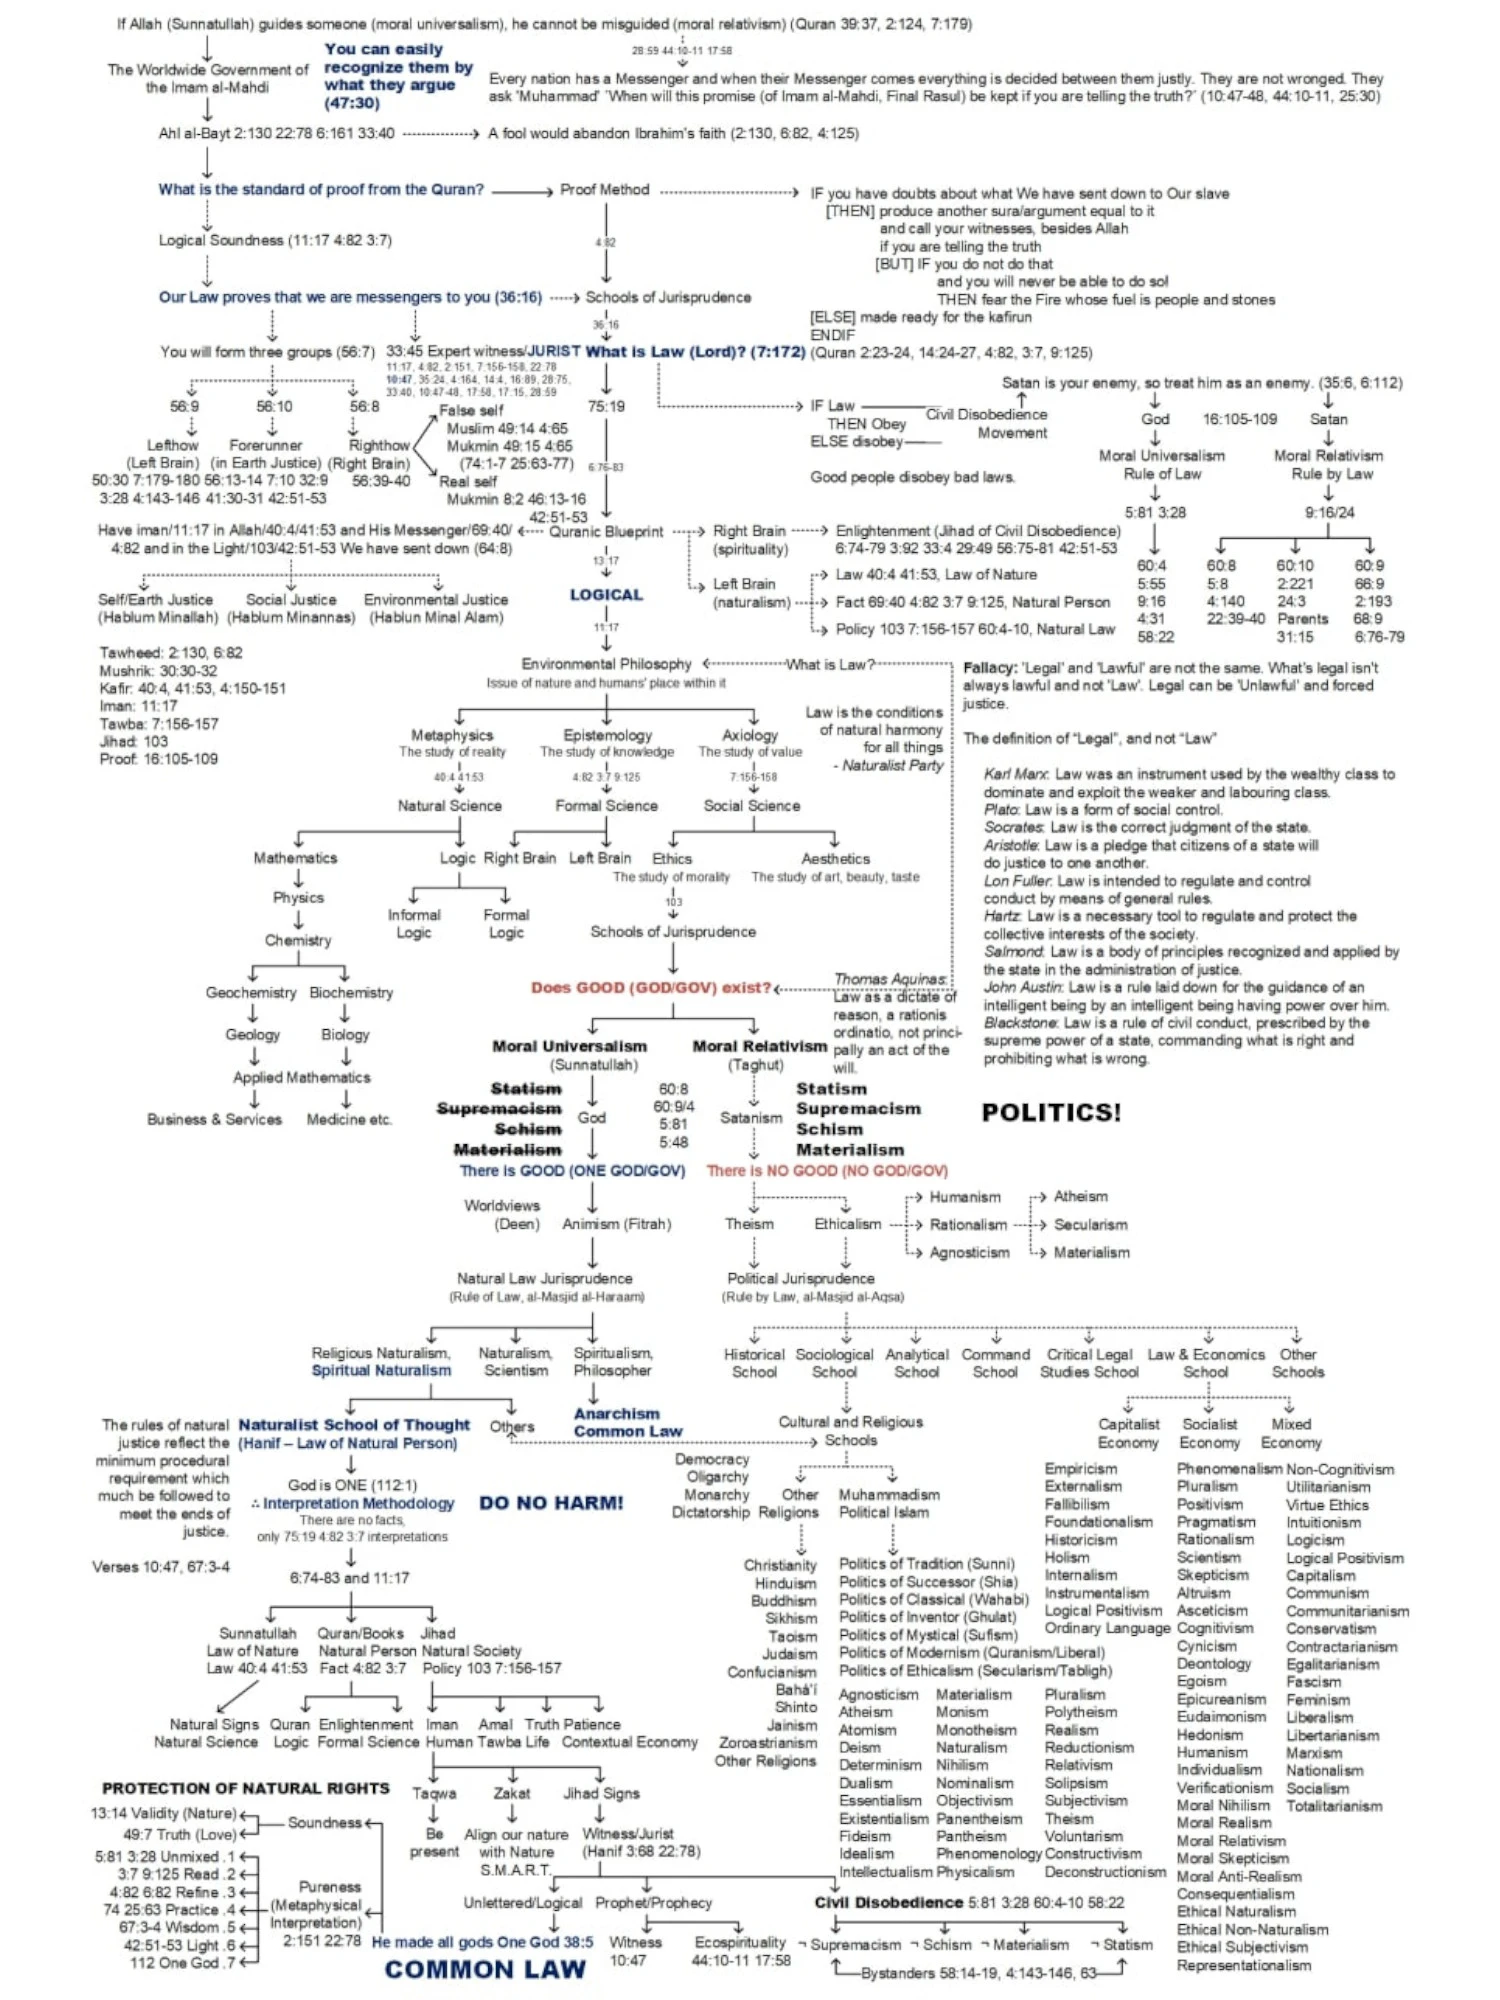 If Allah (Sunnatullah) guides someone (moral universalism), he cannot be misguided (moral relativism) (Quran 39:37, 2:124, 7:179)
28:59 44:10-11 17:58
The Worldwide Government of
the Imam al-Mahdi
You can easily
recognize them by
what they argue
(47:30)
Every nation has a Messenger and when their Messenger comes everything is decided between them justly. They are not wronged. They
ask 'Muhammad' 'When will this promise (of Imam al-Mahdi, Final Rasul) be kept if you are telling the truth?' (10:47-48, 44:10-11, 25:30)
Ahl al-Bayt 2:130 22:78 6:161 33:40
A fool would abandon Ibrahim's faith (2:130, 6:82, 4:125)
What is the standard of proof from the Quran?
Proof Method
IF you have doubts about what We have sent down to Our slave
[THEN] produce another sura/argument equal to it
and call your witnesses, besides Allah
if you are telling the truth
[BUT] IF you do not do that
and you will never be able to do so!
THEN fear the Fire whose fuel is people and stones
[ELSE] made ready for the kafirun
ENDIF
(Quran 2:23-24, 14:24-27, 4:82, 3:7, 9:125)
Logical Soundness (11:17 4:82 3:7)
4:82
Our Law proves that we are messengers to you (36:16)
Schools of Jurisprudence
36:16
You will form three groups (56:7)
33:45 Expert witness/JURIST
What is Law (Lord)? (7:172)
11:17, 4:82, 2:151, 7:156-158, 22:78
10:47, 35:24, 4:164, 14:4, 16:89, 28:75,
33:40, 10:47-48, 17:58, 17:15, 28:59
56:9
56:10
56:8
75:19
Lefthow
(Left Brain)
50:30 7:179-180
3:28 4:143-146
Forerunner
(in Earth Justice)
56:13-14 7:10 32:9
41:30-31 42:51-53
Righthow
(Right Brain)
56:39-40
False self
Muslim 49:14 4:65
Mukmin 49:15 4:65
(74:1-7 25:63-77)
Real self
Mukmin 8:2 46:13-16
42:51-53
6:76-83
IF Law
THEN Obey
ELSE disobey
Civil Disobedience
Movement
Good people disobey bad laws.
Satan is your enemy, so treat him as an enemy. (35:6, 6:112)
God
16:105-109
Satan
Moral Universalism
Rule of Law
Moral Relativism
Rule by Law
5:81 3:28
9:16/24
60:4
5:55
9:16
4:31
58:22
60:8
5:8
4:140
22:39-40
60:10
2:221
24:3
Parents
31:15
60:9
66:9
2:193
68:9
6:76-79
Have iman/11:17 in Allah/40:4/41:53 and His Messenger/69:40/
4:82 and in the Light/103/42:51-53 We have sent down (64:8)
Quranic Blueprint
Right Brain
(spirituality)
Enlightenment (Jihad of Civil Disobedience)
6:74-79 3:92 33:4 29:49 56:75-81 42:51-53
13:17
Left Brain
(naturalism)
Law 40:4 41:53, Law of Nature
Fact 69:40 4:82 3:7 9:125, Natural Person
Policy 103 7:156-157 60:4-10, Natural Law
Self/Earth Justice
(Hablum Minallah)
Social Justice
(Hablum Minannas)
Environmental Justice
(Hablun Minal Alam)
LOGICAL
11:17
Tawheed: 2:130, 6:82
Mushrik: 30:30-32
Kafir: 40:4, 41:53, 4:150-151
Iman: 11:17
Tawba: 7:156-157
Jihad: 103
Proof: 16:105-109
Environmental Philosophy
What is Law?
Issue of nature and humans' place within it
Fallacy: 'Legal' and 'Lawful' are not the same. What's legal isn't
always lawful and not 'Law'. Legal can be 'Unlawful' and forced
justice.
Law is the conditions
of natural harmony
for all things
- Naturalist Party
The definition of "Legal", and not "Law"
Karl Marx: Law was an instrument used by the wealthy class to
dominate and exploit the weaker and labouring class.
Plato: Law is a form of social control.
Socrates: Law is the correct judgment of the state.
Aristotle: Law is a pledge that citizens of a state will
do justice to one another.
Lon Fuller: Law is intended to regulate and control
conduct by means of general rules.
Hartz: Law is a necessary tool to regulate and protect the
collective interests of the society.
Salmond: Law is a body of principles recognized and applied by
the state in the administration of justice.
John Austin: Law is a rule laid down for the guidance of an
intelligent being by an intelligent being having power over him.
Blackstone: Law is a rule of civil conduct, prescribed by the
supreme power of a state, commanding what is right and
prohibiting what is wrong.
Metaphysics
The study of reality
Epistemology
The study of knowledge
Axiology
The study of value
40:4 41:53
4:82 3:7 9:125
7:156-158
Natural Science
Formal Science
Social Science
Mathematics
Logic
Right Brain
Left Brain
Ethics
The study of morality
Aesthetics
The study of art, beauty, taste
Physics
Informal
Logic
Formal
Logic
103
Chemistry
Schools of Jurisprudence
Geochemistry
Biochemistry
Does GOOD (GOD/GOV) exist?
Thomas Aquinas:
Law as a dictate of
reason, a rationis
ordinatio, not princi-
pally an act of the
will.
Geology
Biology
Applied Mathematics
Business & Services
Medicine etc.
Moral Universalism
(Sunnatullah)
Moral Relativism
(Taghut)
Statism
Supremacism
Schism
Materialism
God
60:8
60:9/4
5:81
5:48
Satanism
Statism
Supremacism
Schism
Materialism
POLITICS!
There is GOOD (ONE GOD/GOV)
There is NO GOOD (NO GOD/GOV)
Worldviews
(Deen)
Animism (Fitrah)
Theism
Ethicalism
Humanism
Rationalism
Agnosticism
Atheism
Secularism
Materialism
Natural Law Jurisprudence
(Rule of Law, al-Masjid al-Haraam)
Political Jurisprudence
(Rule by Law, al-Masjid al-Aqsa)
Religious Naturalism,
Spiritual Naturalism
Naturalism,
Scientism
Spiritualism,
Philosopher
Historical
School
Sociological
School
Analytical
School
Command
School
Critical Legal
Studies School
Law & Economics
School
Other
Schools
The rules of natural
justice reflect the
minimum procedural
requirement which
much be followed to
meet the ends of
justice.
Verses 10:47, 67:3-4
Naturalist School of Thought
(Hanif – Law of Natural Person)
Others
Anarchism
Common Law
Cultural and Religious
Schools
Capitalist
Economy
Socialist
Economy
Mixed
Economy
God is ONE (112:1)
∴ Interpretation Methodology
There are no facts,
only 75:19 4:82 3:7 interpretations
DO NO HARM!
Democracy
Oligarchy
Monarchy
Dictatorship
Other
Religions
Muhammadism
Political Islam
6:74-83 and 11:17
Christianity
Hinduism
Buddhism
Sikhism
Taoism
Judaism
Confucianism
Bahá'í
Shinto
Jainism
Zoroastrianism
Other Religions
Politics of Tradition (Sunni)
Politics of Successor (Shia)
Politics of Classical (Wahabi)
Politics of Inventor (Ghulat)
Politics of Mystical (Sufism)
Politics of Modernism (Quranism/Liberal)
Politics of Ethicalism (Secularism/Tabligh)
Agnosticism
Atheism
Atomism
Deism
Determinism
Dualism
Essentialism
Existentialism
Fideism
Idealism
Intellectualism
Materialism
Monism
Monotheism
Naturalism
Nihilism
Nominalism
Objectivism
Panentheism
Pantheism
Phenomenology
Physicalism
Pluralism
Polytheism
Realism
Reductionism
Relativism
Solipsism
Subjectivism
Theism
Voluntarism
Constructivism
Deconstructionism
Empiricism
Externalism
Fallibilism
Foundationalism
Historicism
Holism
Internalism
Instrumentalism
Logical Positivism
Ordinary Language
Phenomenalism
Pluralism
Positivism
Pragmatism
Rationalism
Scientism
Skepticism
Altruism
Asceticism
Cognitivism
Cynicism
Deontology
Egoism
Epicureanism
Eudaimonism
Hedonism
Humanism
Individualism
Verificationism
Moral Nihilism
Moral Realism
Moral Relativism
Moral Skepticism
Moral Anti-Realism
Consequentialism
Ethical Naturalism
Ethical Non-Naturalism
Ethical Subjectivism
Representationalism
Non-Cognitivism
Utilitarianism
Virtue Ethics
Intuitionism
Logicism
Logical Positivism
Capitalism
Communism
Communitarianism
Conservatism
Contractarianism
Egalitarianism
Fascism
Feminism
Liberalism
Libertarianism
Marxism
Nationalism
Socialism
Totalitarianism
Sunnatullah
Law of Nature
Law 40:4 41:53
Quran/Books
Natural Person
Fact 4:82 3:7
Jihad
Natural Society
Policy 103 7:156-157
Natural Signs
Natural Science
Quran
Logic
Enlightenment
Formal Science
Iman
Human
Amal
Tawba
Truth
Life
Patience
Contextual Economy
PROTECTION OF NATURAL RIGHTS
13:14 Validity (Nature)
49:7 Truth (Love)
Soundness
5:81 3:28 Unmixed .1
3:7 9:125 Read .2
4:82 6:82 Refine .3
74 25:63 Practice .4
67:3-4 Wisdom .5
42:51-53 Light .6
112 One God .7
Pureness
(Metaphysical
Interpretation)
2:151 22:78
Taqwa
Zakat
Jihad Signs
Be
present
Align our nature
with Nature
S.M.A.R.T.
Witness/Jurist
(Hanif 3:68 22:78)
Unlettered/Logical
Prophet/Prophecy
Civil Disobedience 5:81 3:28 60:4-10 58:22
He made all gods One God 38:5
COMMON LAW
Witness
10:47
Ecospirituality
44:10-11 17:58
¬ Supremacism
¬ Schism
¬ Materialism
¬ Statism
Bystanders 58:14-19, 4:143-146, 63